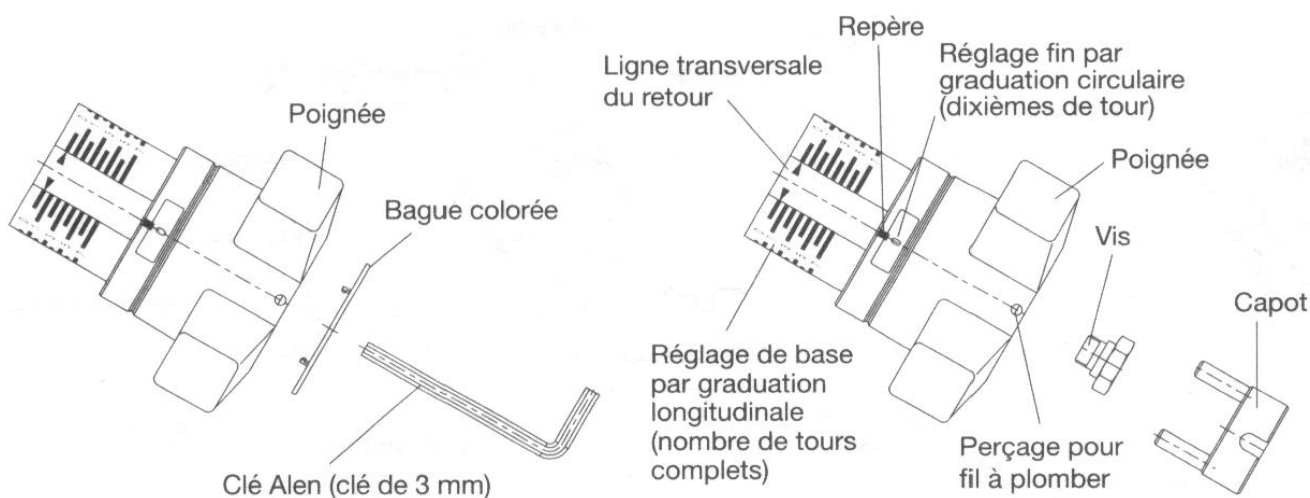 Poignée
Bague colorée
Clé Alen (clé de 3 mm)
Repère
Ligne transversale
du retour
Réglage fin par
graduation circulaire
(dixièmes de tour)
Poignée
Vis
Capot
Réglage de base
par graduation
longitudinale
(nombre de tours
complets)
Perçage pour
fil à plomber